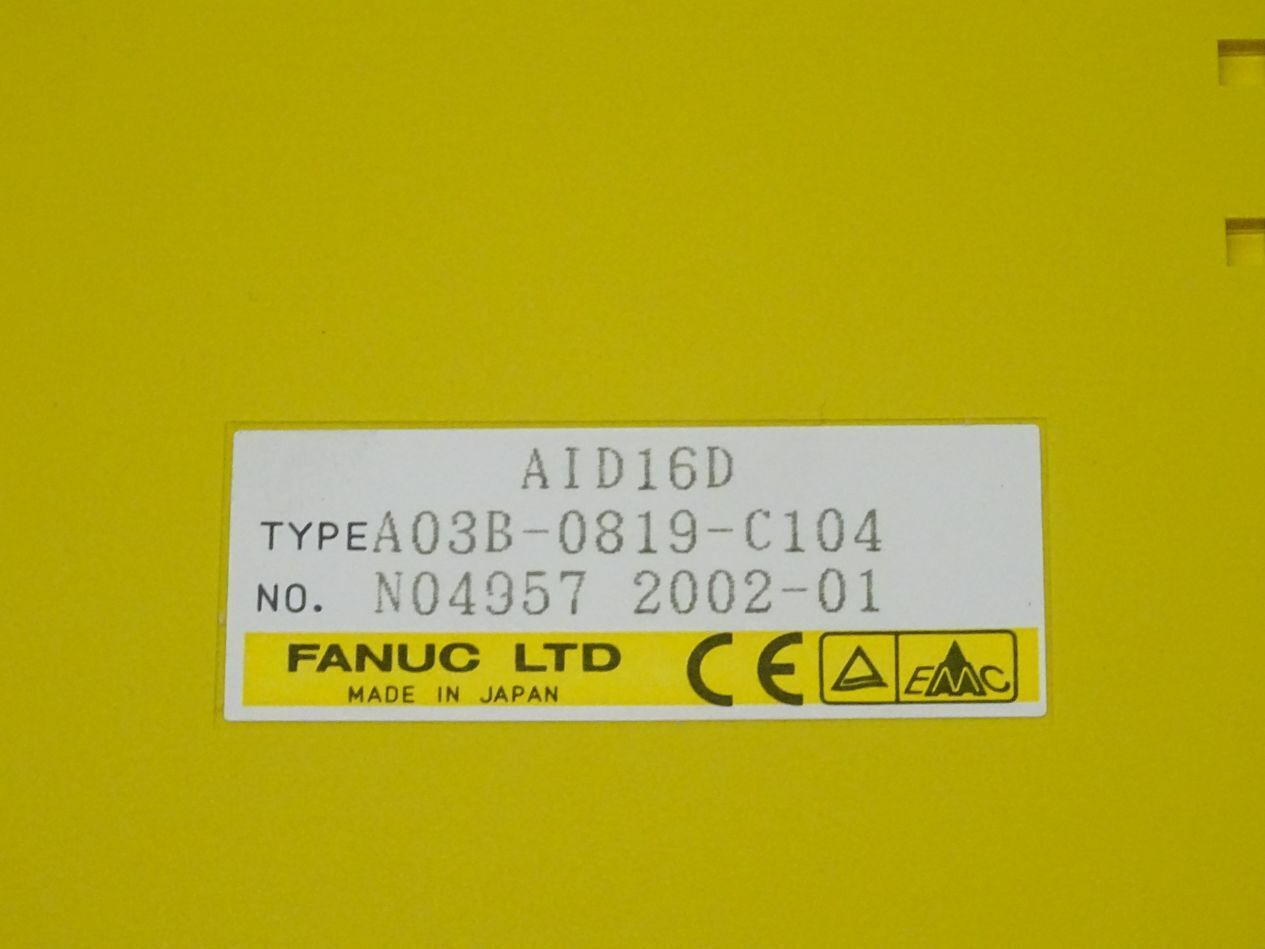 AID16D
TYPE A03B-0819-C104
NO. N04957 2002-01
FANUC LTD CE EMC
MADE IN JAPAN